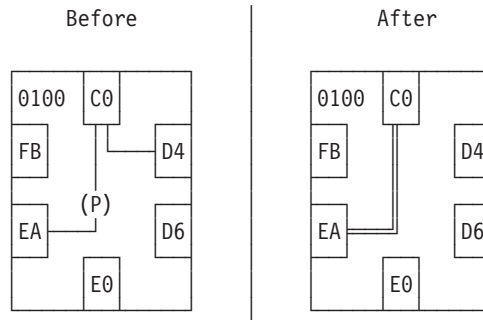 Before After
0100 C0 0100 C0
FB D4 FB D4
(P)
EA D6 EA D6
E0 E0